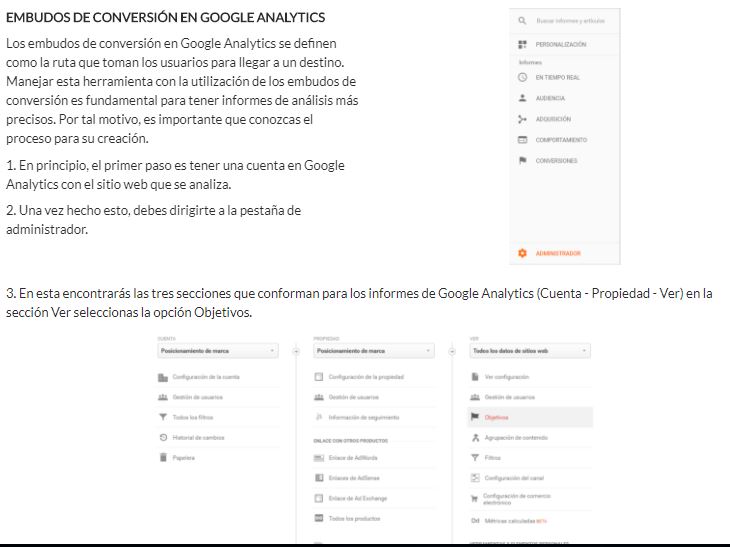 EMBUDOS DE CONVERSIÓN EN GOOGLE ANALYTICS
Los embudos de conversión en Google Analytics se definen
como la ruta que toman los usuarios para llegar a un destino.
Manejar esta herramienta con la utilización de los embudos de
conversión es fundamental para tener informes de análisis más
precisos. Por tal motivo, es importante que conozcas el
proceso para su creación.
1. En principio, el primer paso es tener una cuenta en Google
Analytics con el sitio web que se analiza.
2. Una vez hecho esto, debes dirigirte a la pestaña de
administrador.
Buscar informes y artículos
PERSONALIZACIÓN
Informes
EN TIEMPO REAL
AUDIENCIA
ADQUISICIÓN
COMPORTAMIENTO
CONVERSIONES
ADMINISTRADOR
3. En esta encontrarás las tres secciones que conforman para los informes de Google Analytics (Cuenta - Propiedad - Ver) en la
sección Ver seleccionas la opción Objetivos.
CUENTA
Posicionamiento de marca
Configuración de la cuenta
Gestión de usuarios
Todos los filtros
Historial de cambios
Papelera
PROPIEDAD
Posicionamiento de marca
Configuración de la propiedad
Gestión de usuarios
Información de seguimiento
ENLACE CON OTROS PRODUCTOS
Enlace de AdWords
Enlaces de AdSense
Enlace de Ad Exchange
Todos los productos
VER
Todos los datos de sitios web
Ver configuración
Gestión de usuarios
Objetivos
Agrupación de contenido
Filtros
Configuración del canal
Configuración de comercio
electrónico
Dd Métricas calculadas BETA